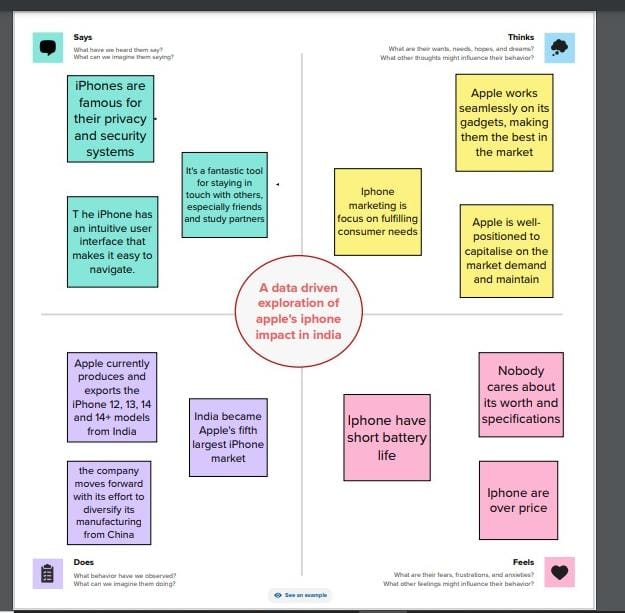 Says
What have we heard them say?
What can we imagine them saying?
Thinks
What are their wants, needs, hopes, and dreams?
What other thoughts might influence their behavior?
iPhones are
famous for
their privacy
and security
systems
It's a fantastic tool
for staying in
touch with others,
especially friends
and study partners
T he iPhone has
an intuitive user
interface that
makes it easy to
navigate.
Apple works
seamlessly on its
gadgets, making
them the best in
the market
Iphone
marketing is
focus on fulfilling
consumer needs
Apple is well-
positioned to
capitalise on the
market demand
and maintain
A data driven
exploration of
apple's iphone
impact in india
Apple currently
produces and
exports the
iPhone 12, 13, 14
and 14+ models
from India
India became
Apple's fifth
largest iPhone
market
the company
moves forward
with its effort to
diversify its
manufacturing
from China
Iphone have
short battery
life
Nobody
cares about
its worth and
specifications
Iphone are
over price
Does
What behavior have we observed?
What can we imagine them doing?
Feels
What are their fears, frustrations, and anxieties?
What other feelings might influence their behavior?
See an example